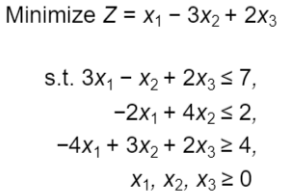 Minimize Z = x₁ − 3x₂ + 2x₃
s.t. 3x₁ − x₂ + 2x₃ ≤ 7,
-2x₁ + 4x₂ ≤ 2,
-4x₁ + 3x₂ + 2x₃ ≥ 4,
x₁, x₂, x₃ ≥ 0